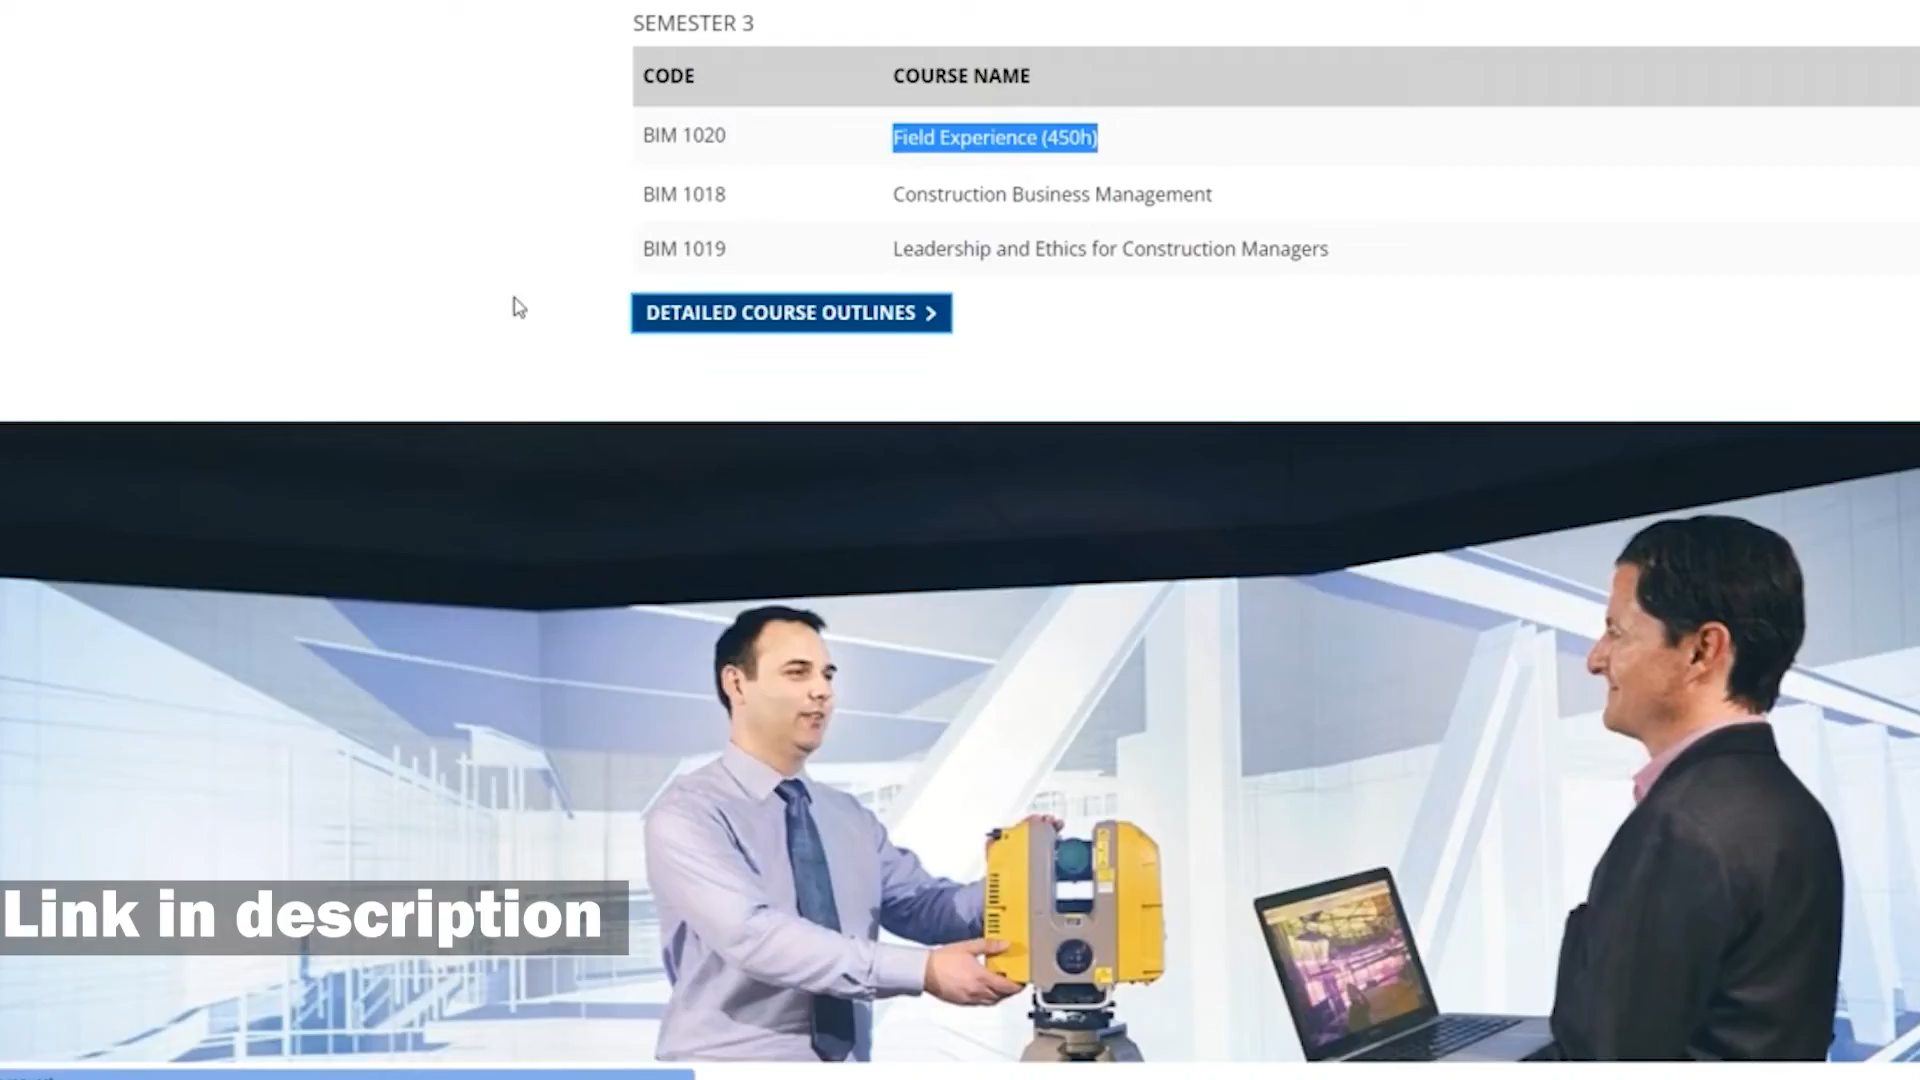 SEMESTER 3
CODE COURSE NAME
BIM 1020 Field Experience (450h)
BIM 1018 Construction Business Management
BIM 1019 Leadership and Ethics for Construction Managers
DETAILED COURSE OUTLINES
Link in description